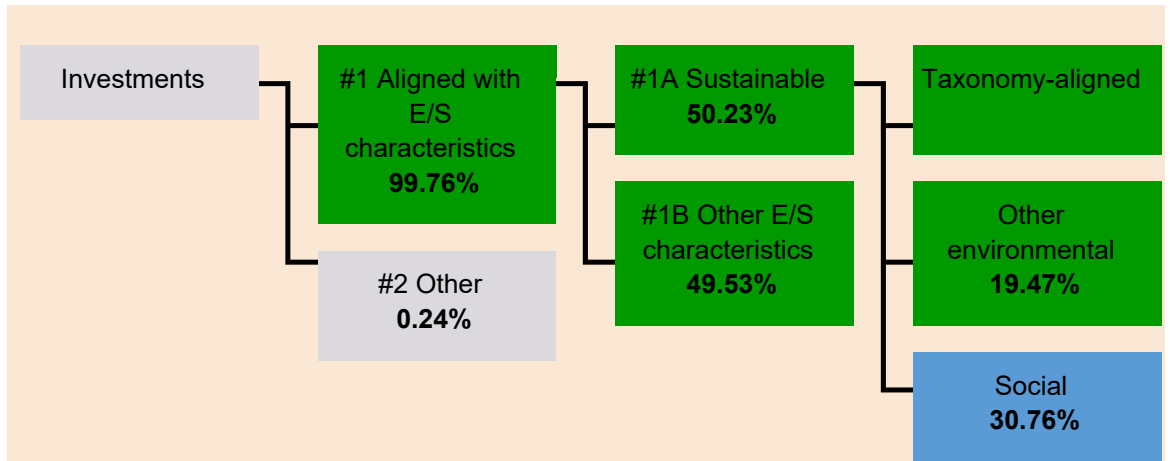 Investments
#1 Aligned with
E/S
characteristics
99.76%
#2 Other
0.24%
#1A Sustainable
50.23%
#1B Other E/S
characteristics
49.53%
Taxonomy-aligned
Other
environmental
19.47%
Social
30.76%